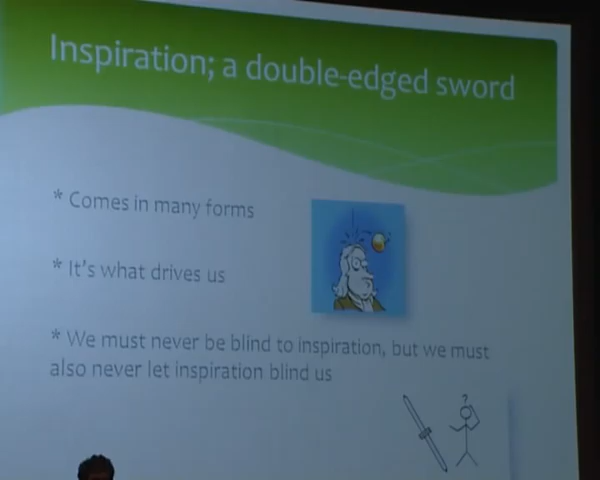 Inspiration; a double-edged sword
* Comes in many forms
* It's what drives us
* We must never be blind to inspiration, but we must
also never let inspiration blind us
?